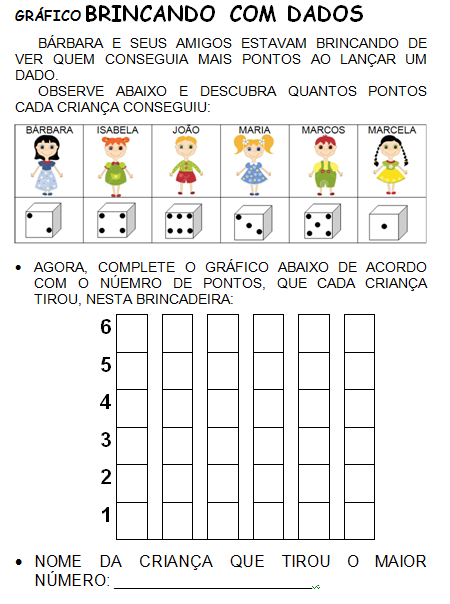 GRÁFICO BRINCANDO COM DADOS
BÁRBARA E SEUS AMIGOS ESTAVAM BRINCANDO DE
VER QUEM CONSEGUIA MAIS PONTOS AO LANÇAR UM
DADO.
OBSERVE ABAIXO E DESCUBRA QUANTOS PONTOS
CADA CRIANÇA CONSEGUIU:
BÁRBARA ISABELA JOÃO MARIA MARCOS MARCELA
• AGORA, COMPLETE O GRÁFICO ABAIXO DE ACORDO
COM O NÚEMRO DE PONTOS, QUE CADA CRIANÇA
TIROU, NESTA BRINCADEIRA:
6
5
4
3
2
1
• NOME DA CRIANÇA QUE TIROU O MAIOR
NÚMERO: ______________________